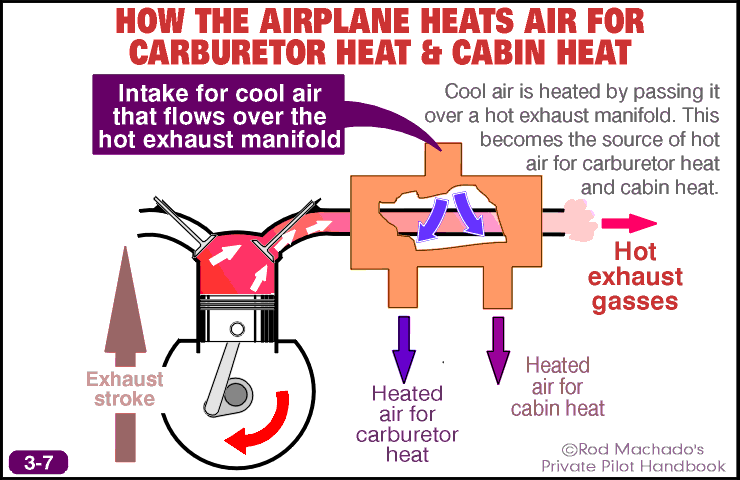 HOW THE AIRPLANE HEATS AIR FOR
CARBURETOR HEAT & CABIN HEAT
Intake for cool air
that flows over the
hot exhaust manifold
Cool air is heated by passing it
over a hot exhaust manifold. This
becomes the source of hot
air for carburetor heat
and cabin heat.
Hot
exhaust
gasses
Exhaust
stroke
Heated
air for
carburetor
heat
Heated
air for
cabin heat
3-7
©Rod Machado's
Private Pilot Handbook